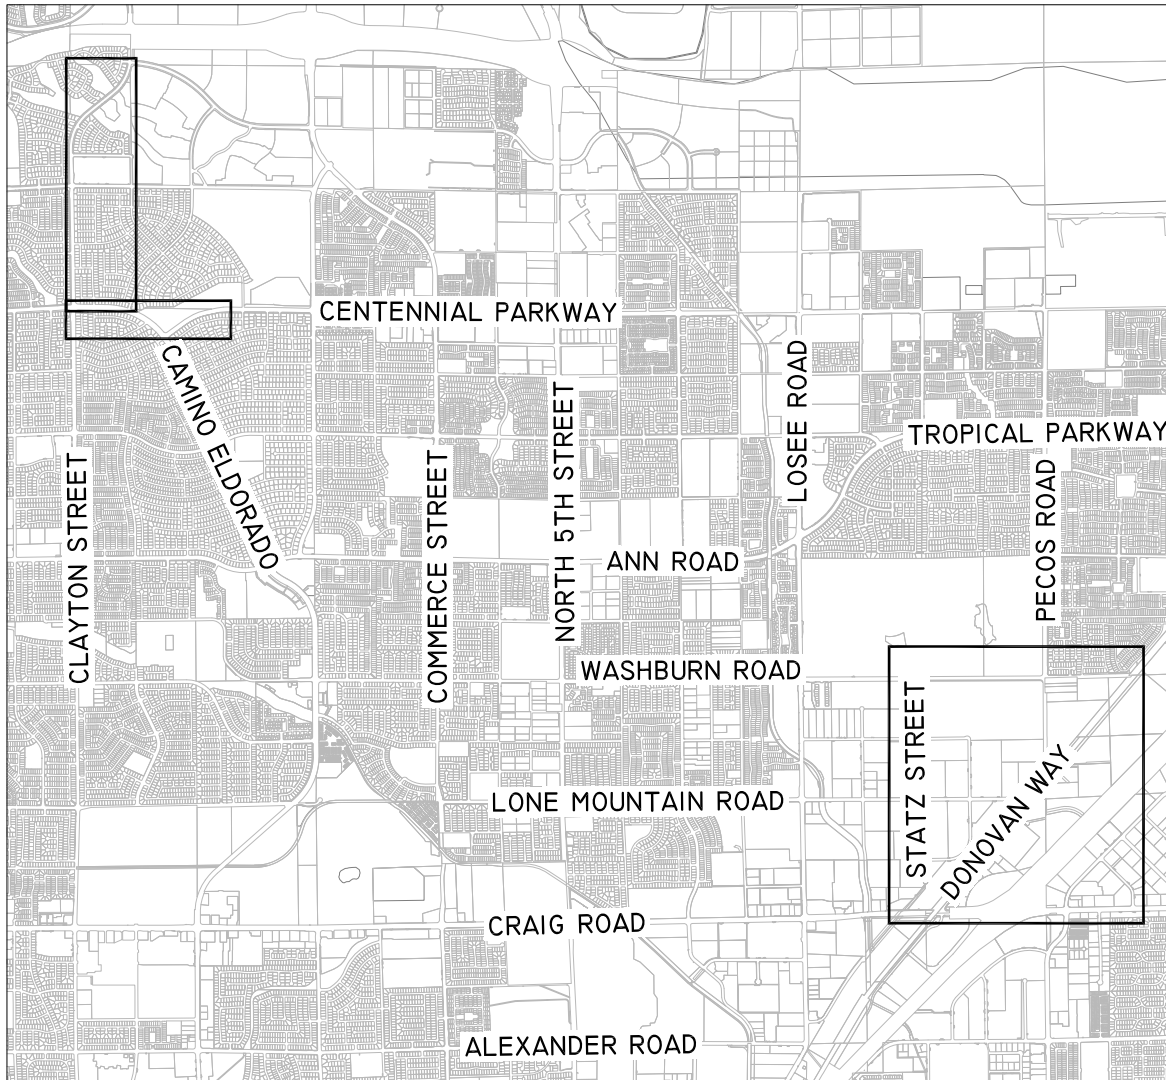 CENTENNIAL PARKWAY
CAMINO ELDORADO
LOSEE ROAD
NORTH 5TH STREET
TROPICAL PARKWAY
CLAYTON STREET
COMMERCE STREET
PECOS ROAD
ANN ROAD
WASHBURN ROAD
STATZ STREET
DONOVAN WAY
LONE MOUNTAIN ROAD
CRAIG ROAD
ALEXANDER ROAD